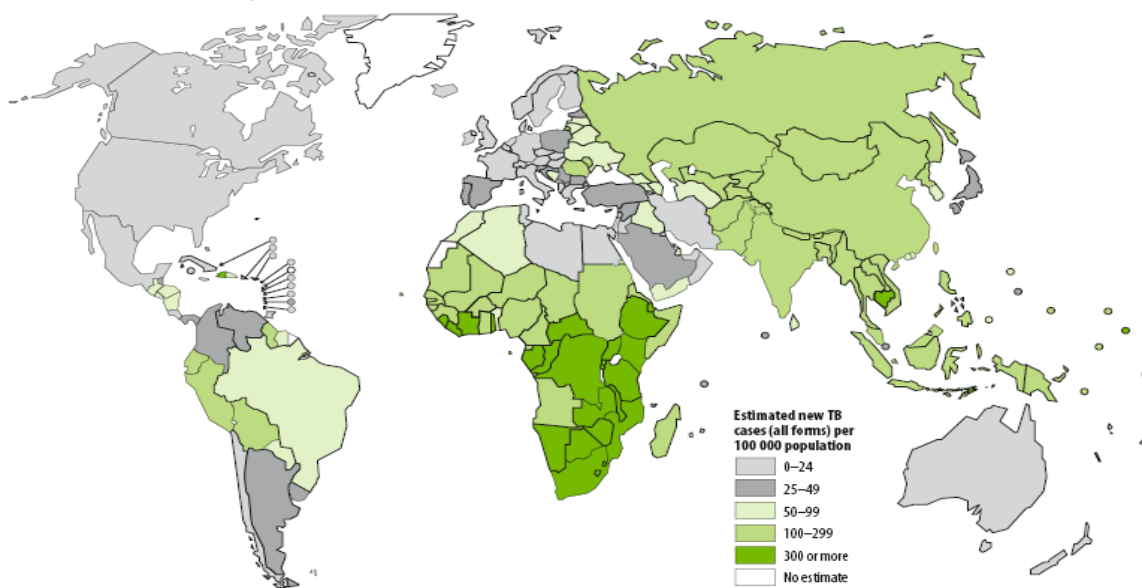 Estimated new TB
cases (all forms) per
100 000 population
0–24
25–49
50–99
100–299
300 or more
No estimate